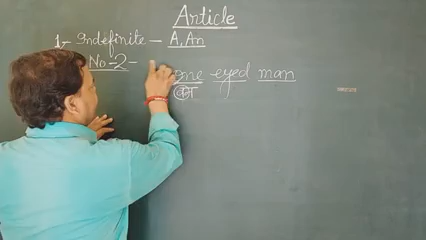 Article
1- Indefinite - A, An
No-2-
one eyed man